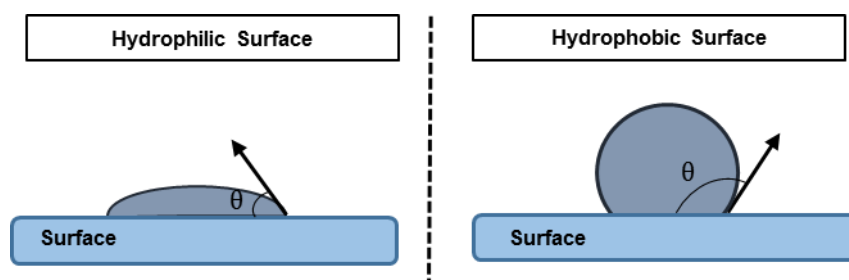 Hydrophilic Surface
Hydrophobic Surface
θ
θ
Surface
Surface